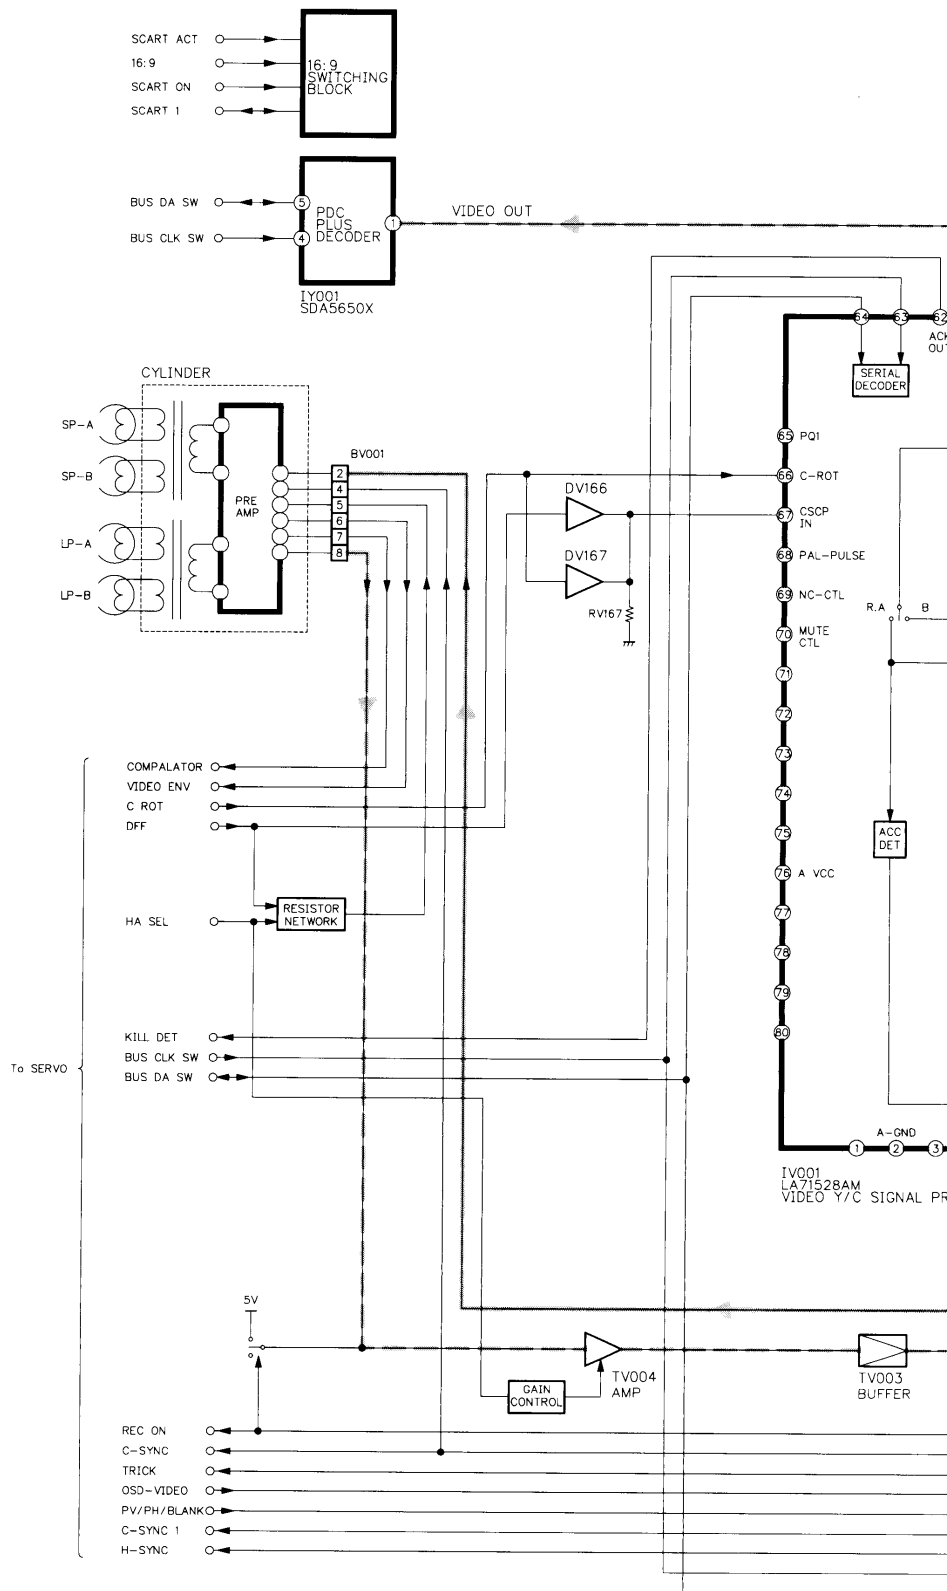 SCART ACT
16:9
SCART ON
SCART 1
16:9
SWITCHING
BLOCK
BUS DA SW
BUS CLK SW
5
4
PDC
PLUS
DECODER
1
VIDEO OUT
IY001
SDA5650X
64
63
62
ACK
OUT
SERIAL
DECODER
CYLINDER
SP-A
SP-B
LP-A
LP-B
PRE
AMP
BV001
2
4
5
6
7
8
DV166
DV167
RV167
65 PQ1
66 C-ROT
67 CSCP
IN
68 PAL-PULSE
69 NC-CTL
70 MUTE
CTL
71
72
73
74
75
76 A VCC
77
78
79
80
R.A
B
ACC
DET
COMPALATOR
VIDEO ENV
C ROT
DFF
HA SEL
RESISTOR
NETWORK
KILL DET
BUS CLK SW
BUS DA SW
To SERVO
A-GND
1
2
3
IV001
LA71528AM
VIDEO Y/C SIGNAL PR
5V
TV004
AMP
GAIN
CONTROL
TV003
BUFFER
REC ON
C-SYNC
TRICK
OSD-VIDEO
PV/PH/BLANK
C-SYNC 1
H-SYNC